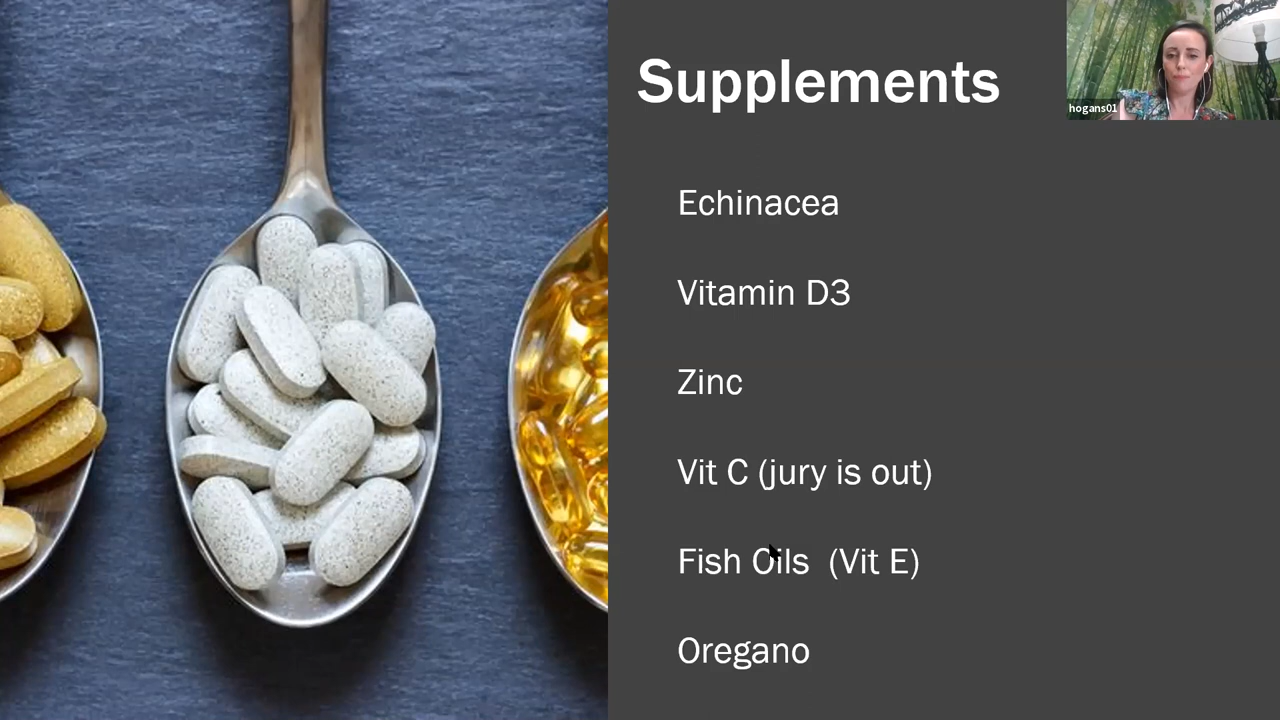 Supplements
hogans01
Echinacea
Vitamin D3
Zinc
Vit C (jury is out)
Fish Oils (Vit E)
Oregano